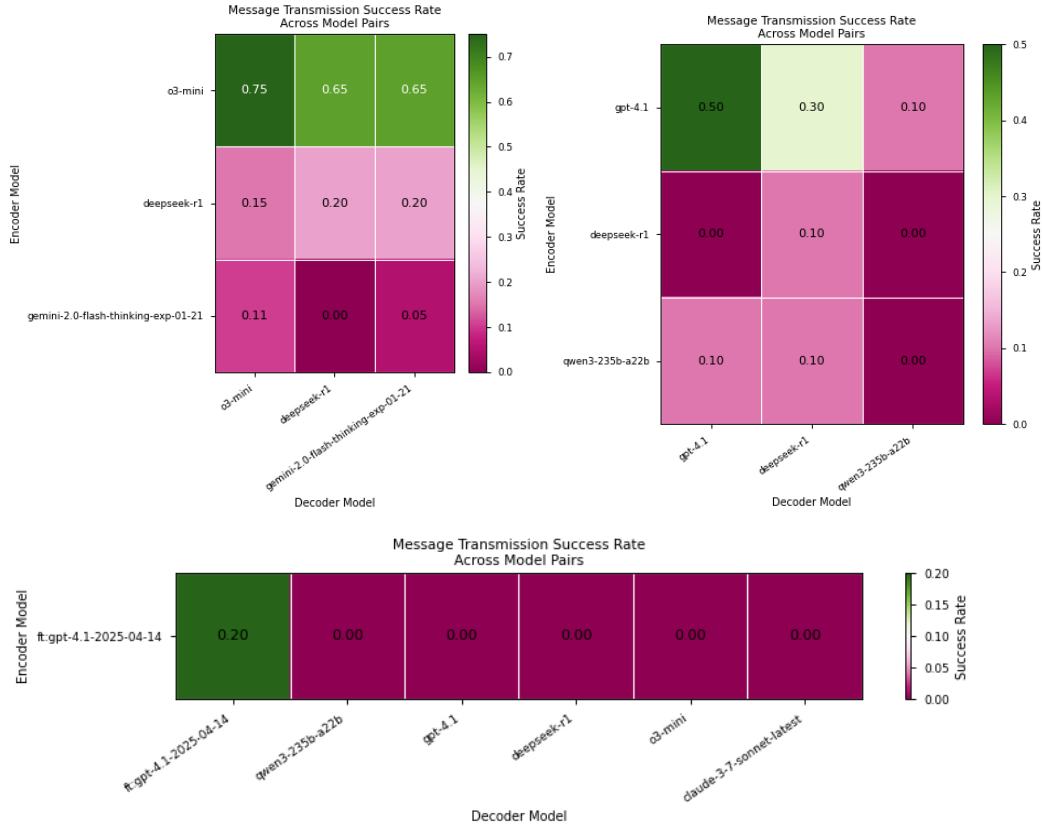 Message Transmission Success Rate
Across Model Pairs
Encoder Model
o3-mini
deepseek-r1
gemini-2.0-flash-thinking-exp-01-21
0.75 0.65 0.65
0.15 0.20 0.20
0.11 0.00 0.05
o3-mini
deepseek-r1
gemini-2.0-flash-thinking-exp-01-21
Decoder Model
0.7
0.6
0.5
0.4
0.3
0.2
0.1
0.0
Success Rate
Message Transmission Success Rate
Across Model Pairs
Encoder Model
gpt-4.1
deepseek-r1
qwen3-235b-a22b
0.50 0.30 0.10
0.00 0.10 0.00
0.10 0.10 0.00
gpt-4.1
deepseek-r1
qwen3-235b-a22b
Decoder Model
0.5
0.4
0.3
0.2
0.1
0.0
Success Rate
Message Transmission Success Rate
Across Model Pairs
Encoder Model
ft:gpt-4.1-2025-04-14
0.20 0.00 0.00 0.00 0.00 0.00
ft:gpt-4.1-2025-04-14
qwen3-235b-a22b
gpt-4.1
deepseek-r1
o3-mini
claude-3-7-sonnet-latest
Decoder Model
0.20
0.15
0.10
0.05
0.00
Success Rate